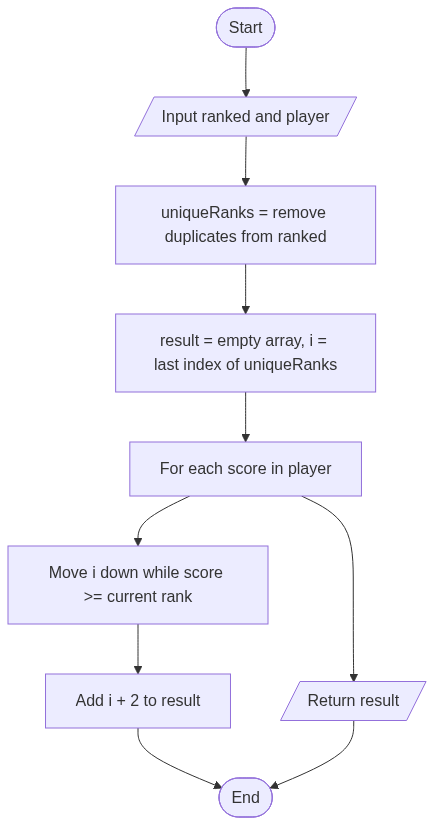 Start
Input ranked and player
uniqueRanks = remove
duplicates from ranked
result = empty array, i =
last index of uniqueRanks
For each score in player
Move i down while score
>= current rank
Add i + 2 to result
Return result
End